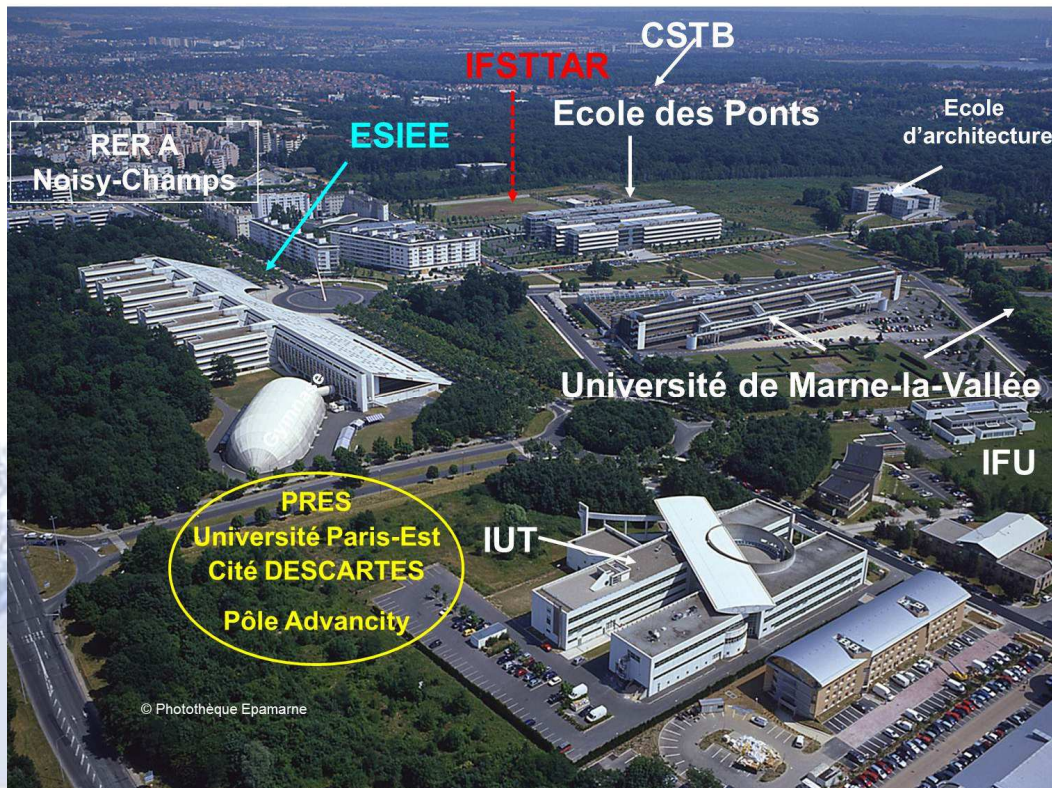 CSTB
IFSTTAR
Ecole des Ponts
Ecole
d'architecture
ESIEE
RER A
Noisy-Champs
Université de Marne-la-Vallée
Gymnase
IFU
PRES
Université Paris-Est
Cité DESCARTES
Pôle Advancity
IUT
© Photothèque Epamarne